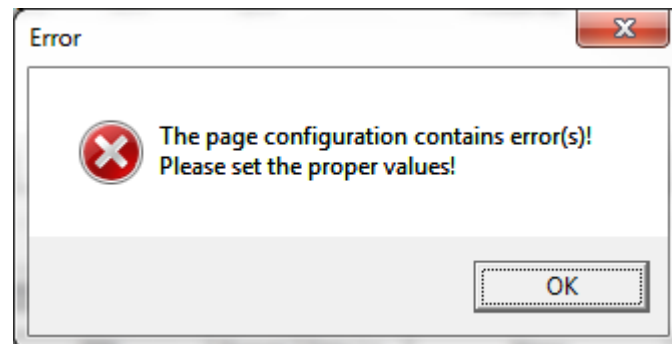 Error
The page configuration contains error(s)!
Please set the proper values!
OK